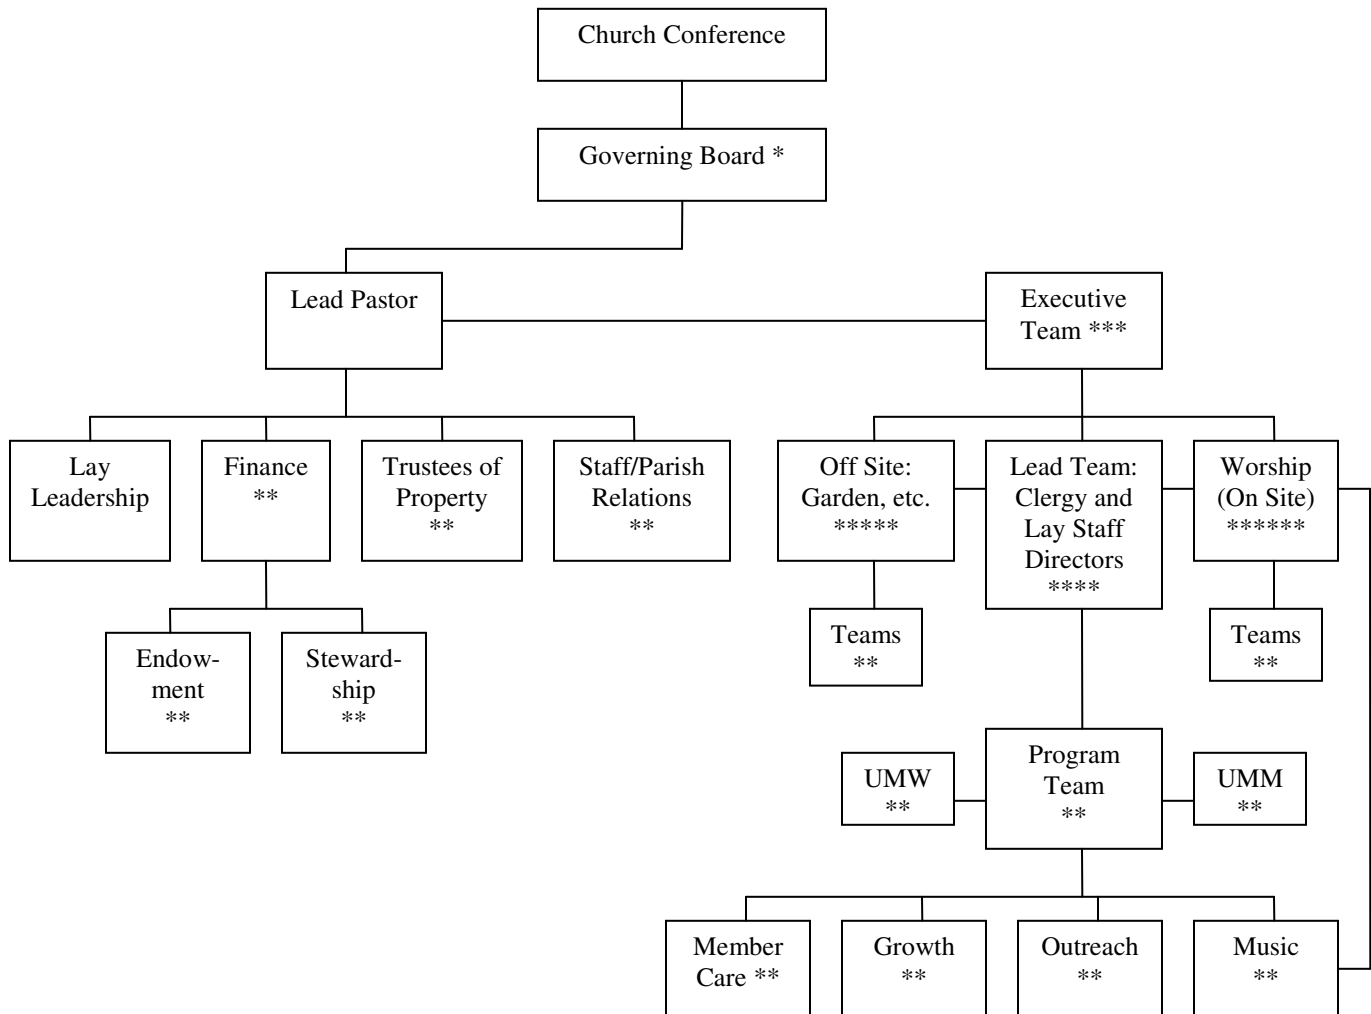 Church Conference
Governing Board *
Lead Pastor
Executive
Team ***
Lay
Leadership
Finance
**
Trustees of
Property
**
Staff/Parish
Relations
**
Off Site:
Garden, etc.
*****
Lead Team:
Clergy and
Lay Staff
Directors
****
Worship
(On Site)
******
Endow-
ment
**
Steward-
ship
**
Teams
**
Teams
**
UMW
**
Program
Team
**
UMM
**
Member
Care **
Growth
**
Outreach
**
Music
**